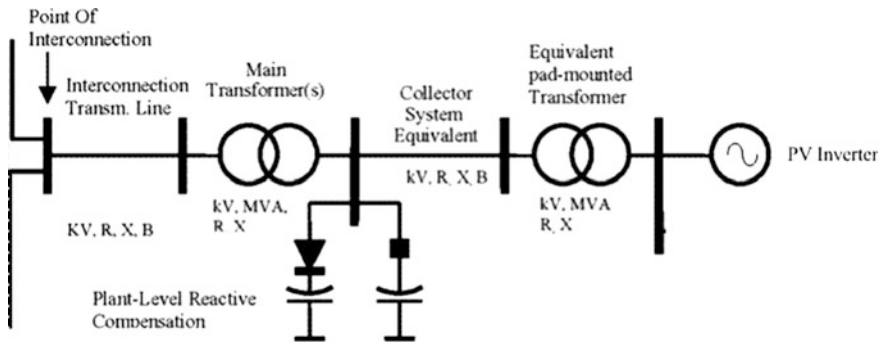 Point Of
Interconnection
Interconnection
Transm. Line
Main
Transformer(s)
Collector
System
Equivalent
Equivalent
pad-mounted
Transformer
PV Inverter
KV, R, X, B
kV, MVA,
R, X
kV, R, X, B
kV, MVA
R, X
Plant-Level Reactive
Compensation